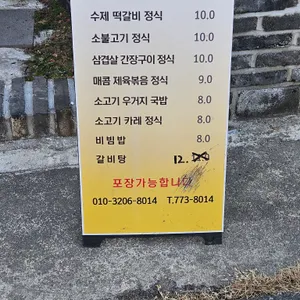 수제 떡갈비 정식 10.0
소불고기 정식 10.0
삼겹살 간장구이 정식 10.0
매콤 제육볶음 정식 9.0
소고기 우거지 국밥 8.0
소고기 카레 정식 8.0
비빔밥 8.0
갈비탕 12.
포장가능합니다
010-3206-8014 T.773-8014